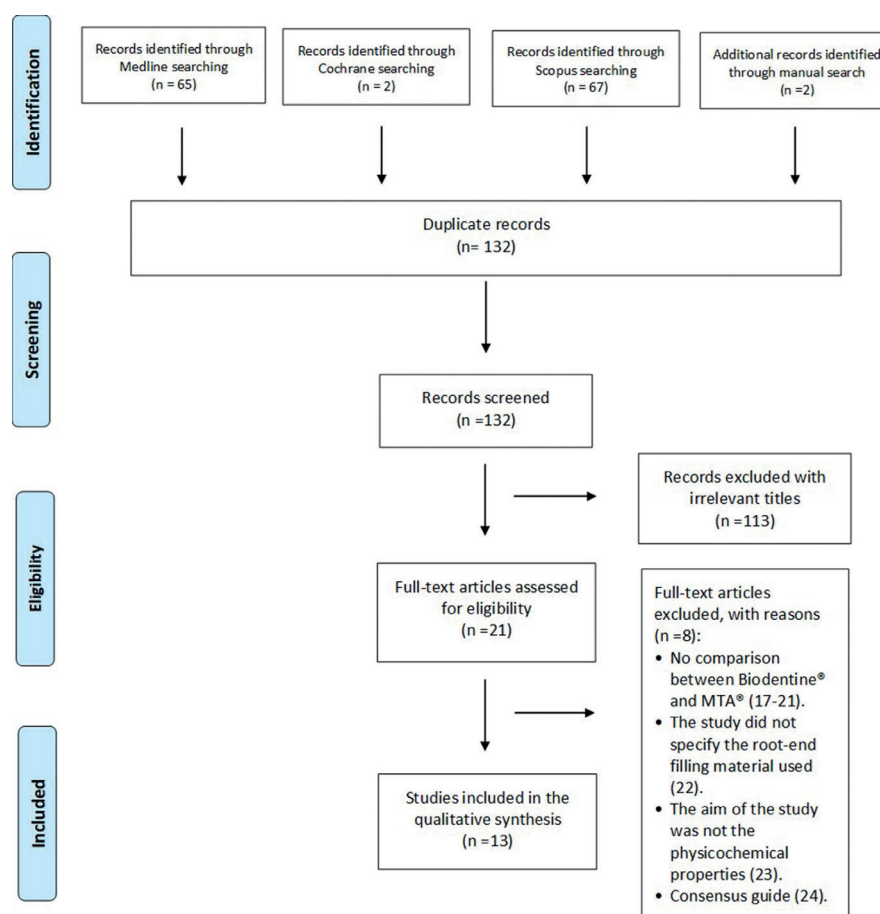 Identification
Records identified through
Medline searching
(n = 65)
Records identified through
Cochrane searching
(n = 2)
Records identified through
Scopus searching
(n = 67)
Additional records identified
through manual search
(n =2)
Duplicate records
(n= 132)
Screening
Records screened
(n =132)
Records excluded with
irrelevant titles
(n =113)
Eligibility
Full-text articles assessed
for eligibility
(n =21)
Full-text articles
excluded, with reasons
(n =8):
• No comparison
between Biodentine®
and MTA® (17-21).
• The study did not
specify the root-end
filling material used
(22).
• The aim of the study
was not the
physicochemical
properties (23).
• Consensus guide (24).
Included
Studies included in the
qualitative synthesis
(n =13)